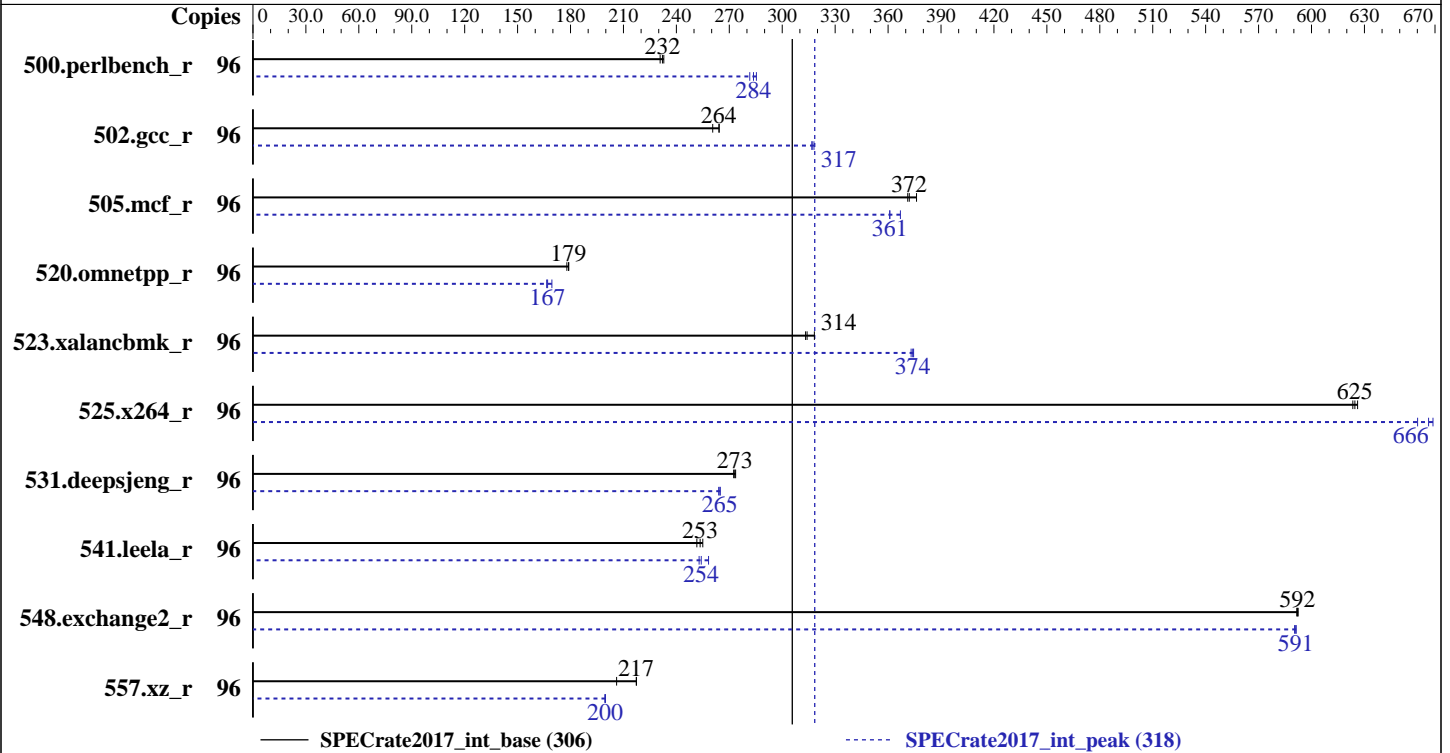 Copies 0 30.0 60.0 90.0 120 150 180 210 240 270 300 330 360 390 420 450 480 510 540 570 600 630 670
232
500.perlbench_r 96
284
264
502.gcc_r 96
317
372
505.mcf_r 96
361
179
520.omnetpp_r 96
167
314
523.xalancbmk_r 96
374
625
525.x264_r 96
666
273
531.deepsjeng_r 96
265
253
541.leela_r 96
254
592
548.exchange2_r 96
591
217
557.xz_r 96
200
SPECrate2017_int_base (306) SPECrate2017_int_peak (318)